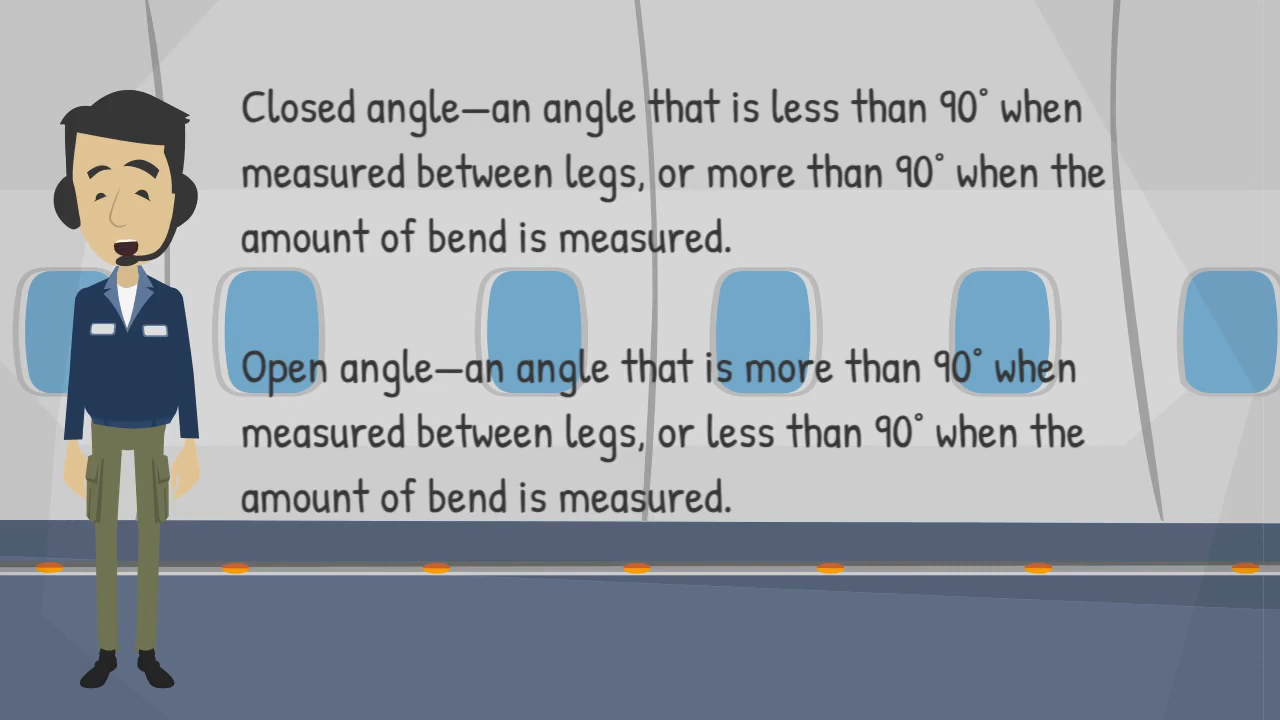 Closed angle—an angle that is less than 90° when
measured between legs, or more than 90° when the
amount of bend is measured.
Open angle—an angle that is more than 90° when
measured between legs, or less than 90° when the
amount of bend is measured.